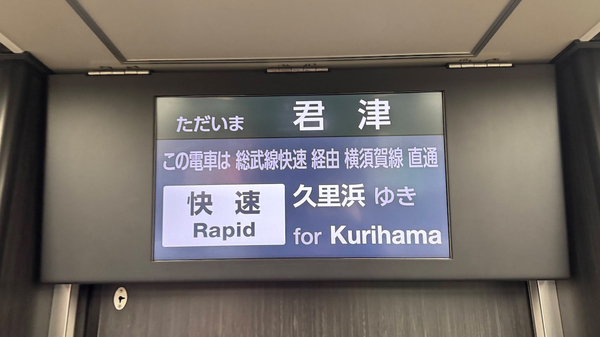 ただいま 君津
この電車は 総武線快速 経由 横須賀線 直通
快速 久里浜 ゆき
Rapid for Kurihama